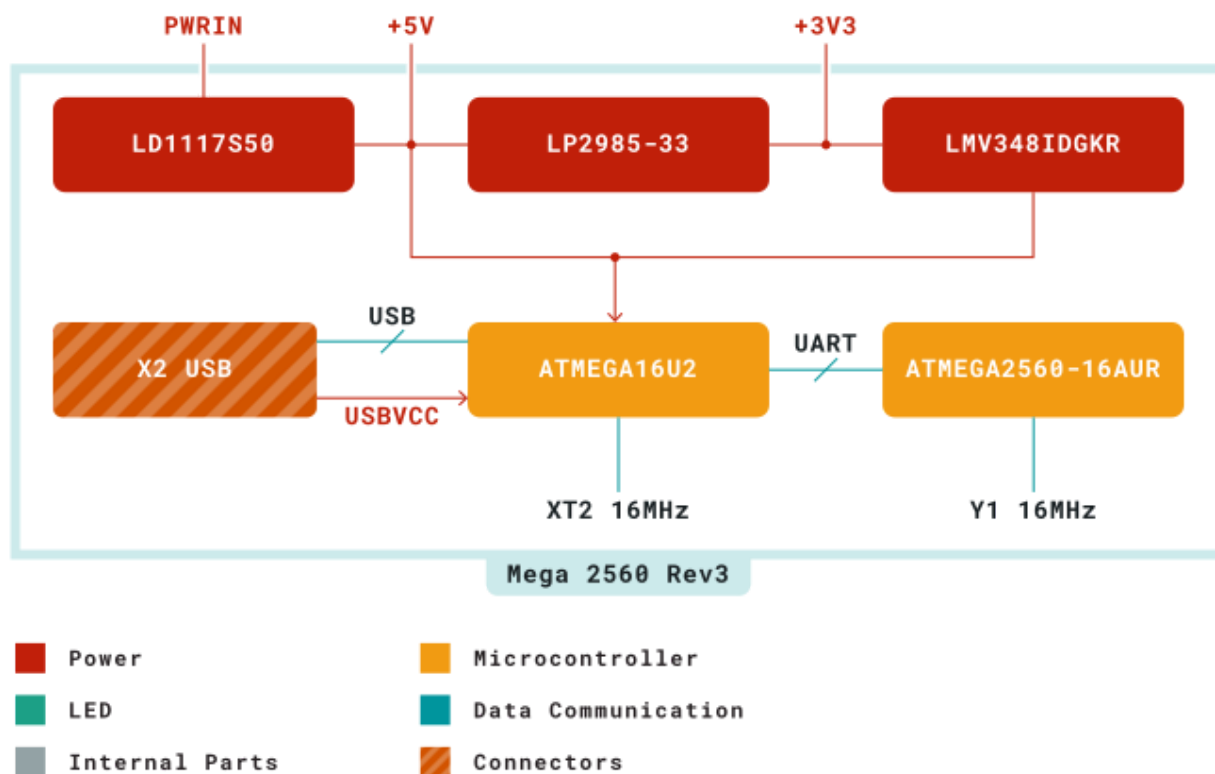 PWRIN
+5V
+3V3
LD1117S50
LP2985-33
LMV348IDGKR
USB
UART
X2 USB
ATMEGA16U2
ATMEGA2560-16AUR
USBVCC
XT2 16MHz
Y1 16MHz
Mega 2560 Rev3
Power
Microcontroller
LED
Data Communication
Internal Parts
Connectors